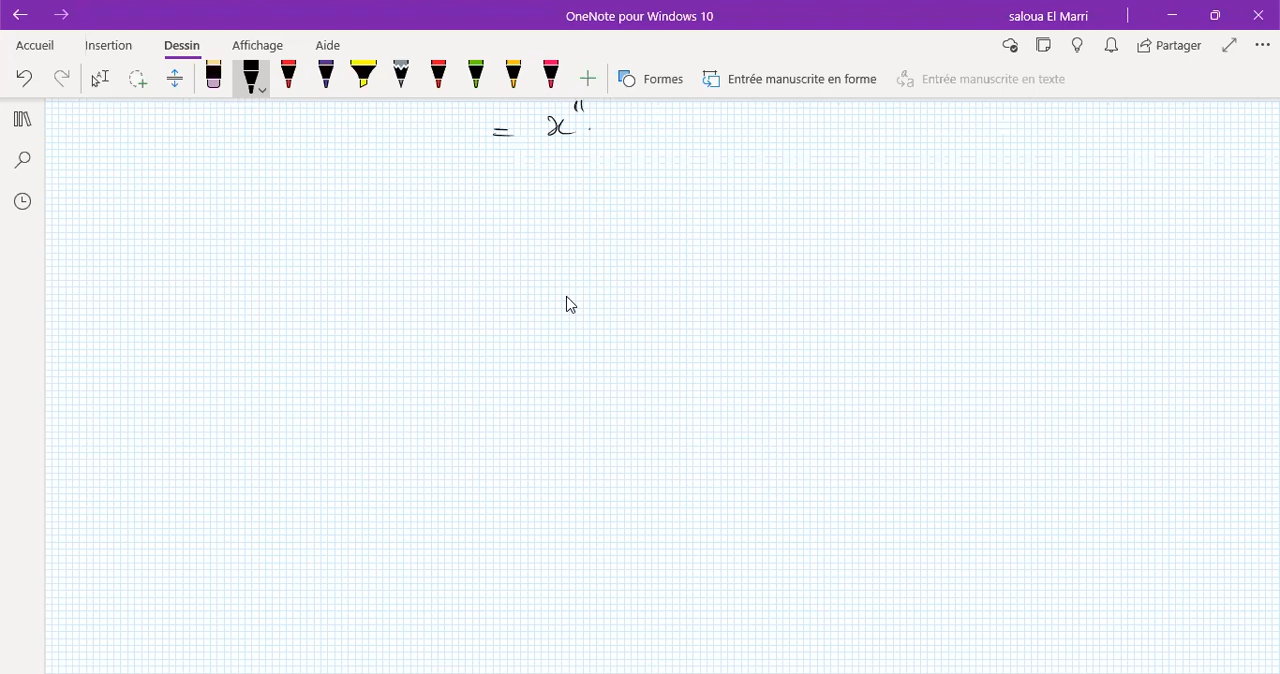 OneNote pour Windows 10
saloua El Marri
Accueil Insertion Dessin Affichage Aide
Partager
Formes Entrée manuscrite en forme Entrée manuscrite en texte
= x".